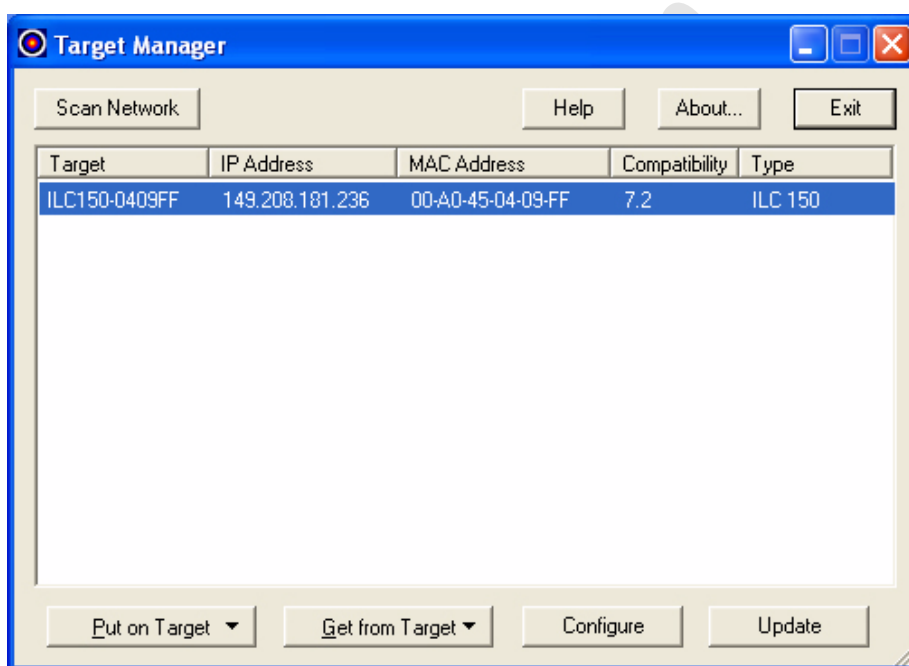 Target Manager
Scan Network Help About... Exit
Target IP Address MAC Address Compatibility Type
ILC150-0409FF 149.208.181.236 00-A0-45-04-09-FF 7.2 ILC 150
Put on Target Get from Target Configure Update